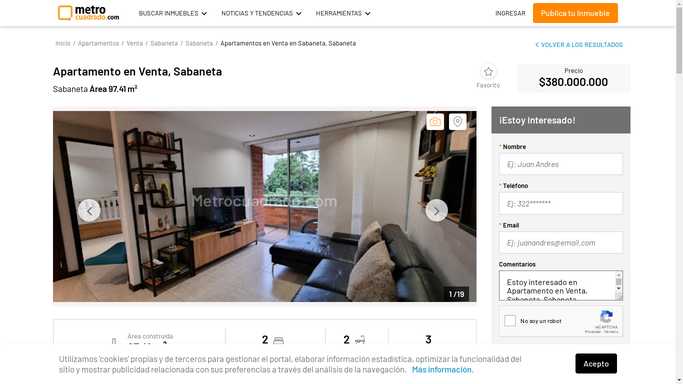 metro
cuadrado.com
BUSCAR INMUEBLES
NOTICIAS Y TENDENCIAS
HERRAMIENTAS
INGRESAR
Publica tu Inmueble
Inicio / Apartamentos / Venta / Sabaneta / Sabaneta / Apartamentos en Venta en Sabaneta, Sabaneta
VOLVER A LOS RESULTADOS
Apartamento en Venta, Sabaneta
Sabaneta Área 97.41 m²
Favorito
Precio
$380.000.000
Metrocuadrado.com
1 /19
¡Estoy Interesado!
* Nombre
Ej: Juan Andres
* Teléfono
Ej: 322*******
* Email
Ej: juanandres@email.com
Comentarios
Estoy interesado en
Apartamento en Venta,
Sabaneta, Sabaneta
No soy un robot
reCAPTCHA
Privacidad - Términos
Área construida
2
2
3
Utilizamos 'cookies' propias y de terceros para gestionar el portal, elaborar información estadística, optimizar la funcionalidad del
sitio y mostrar publicidad relacionada con sus preferencias a través del análisis de la navegación. Más información.
Acepto